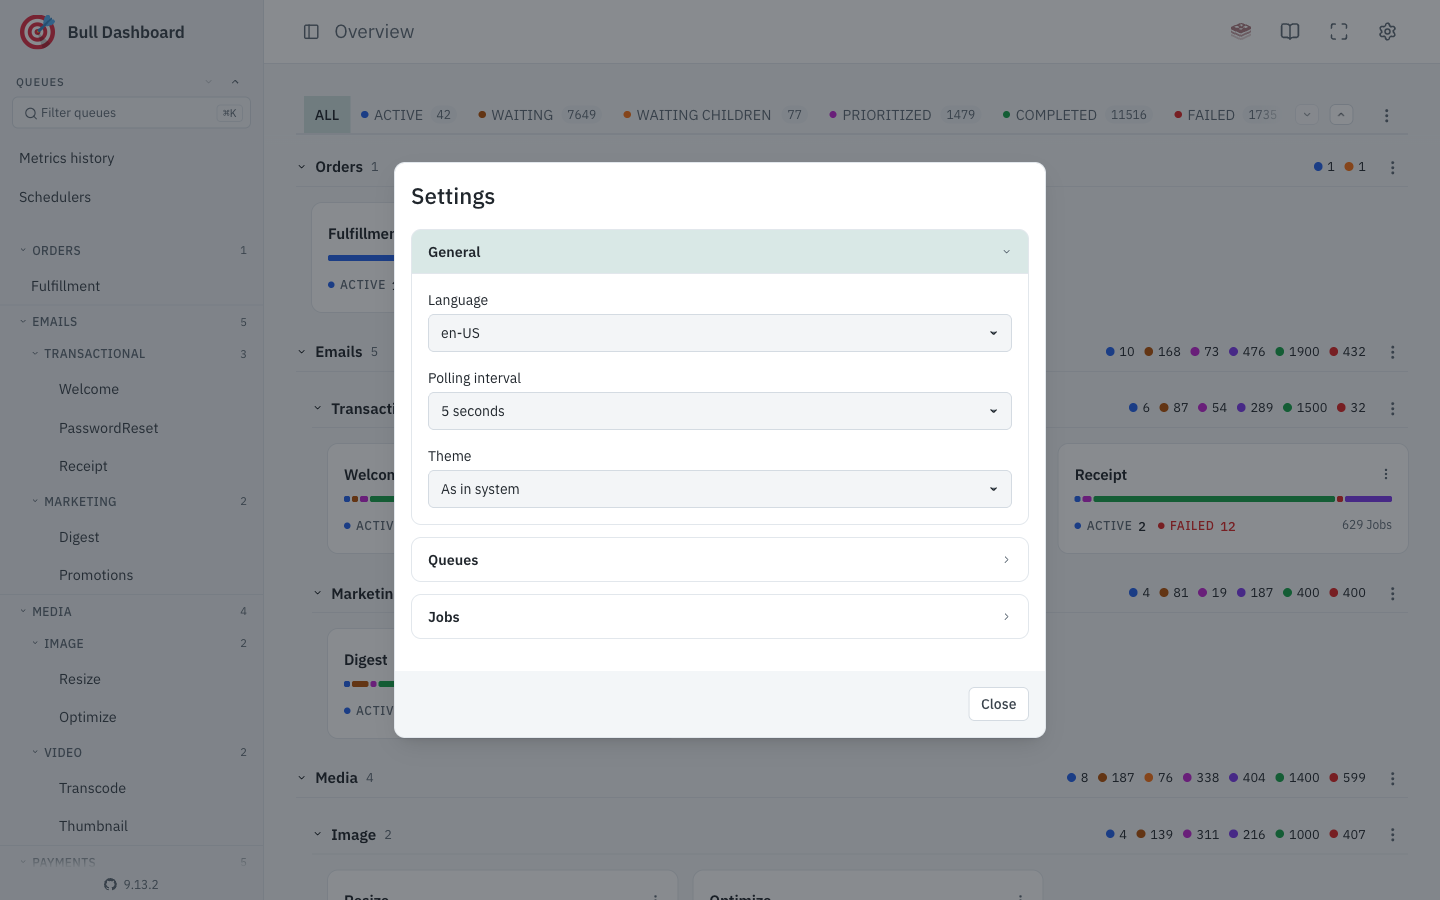 Bull Dashboard
Overview
QUEUES
Filter queues
⌘K
Metrics history
Schedulers
ORDERS 1
Fulfillment
EMAILS 5
TRANSACTIONAL 3
Welcome
PasswordReset
Receipt
MARKETING 2
Digest
Promotions
MEDIA 4
IMAGE 2
Resize
Optimize
VIDEO 2
Transcode
Thumbnail
PAYMENTS 5
9.13.2
ALL ACTIVE 42 WAITING 7649 WAITING CHILDREN 77 PRIORITIZED 1479 COMPLETED 11516 FAILED 1735
Orders 1 1 1
Fulfillmen
ACTIVE
Emails 5 10 168 73 476 1900 432
Transacti 6 87 54 289 1500 32
Welcom
ACTIV
Receipt
ACTIVE 2 FAILED 12 629 Jobs
Marketin 4 81 19 187 400 400
Digest
ACTIV
Media 4 8 187 76 338 404 1400 599
Image 2 4 139 311 216 1000 407
Resize
Optimize
Settings
General
Language
en-US
Polling interval
5 seconds
Theme
As in system
Queues
Jobs
Close